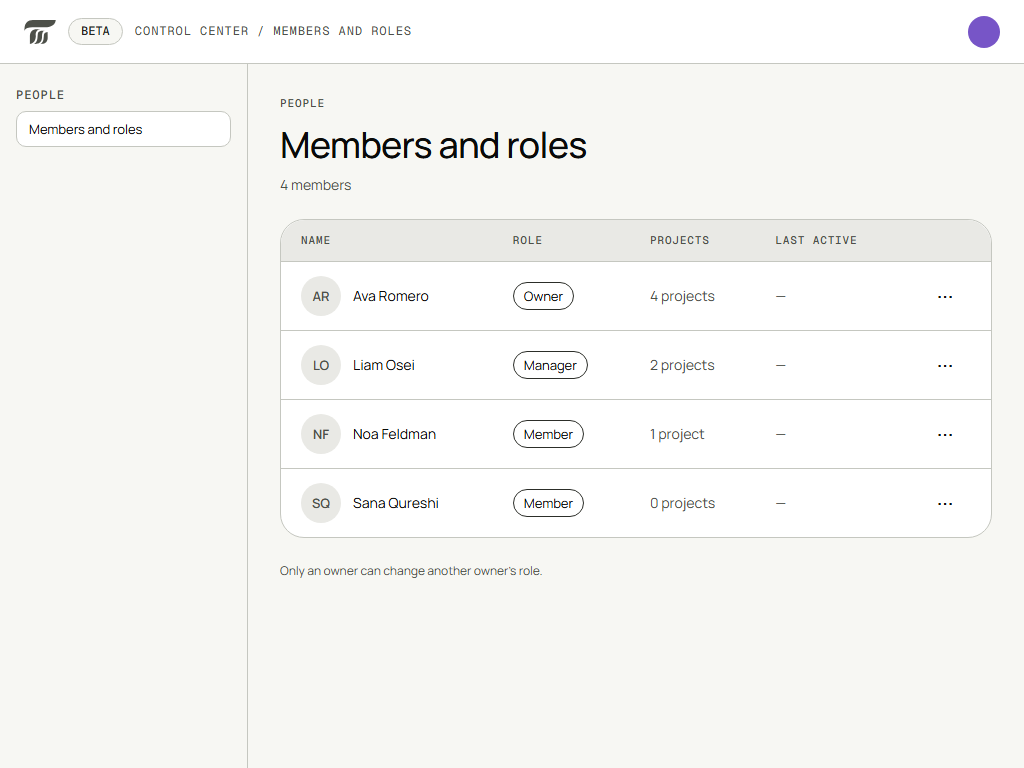 BETA
CONTROL CENTER / MEMBERS AND ROLES
PEOPLE
Members and roles
PEOPLE
Members and roles
4 members
NAME ROLE PROJECTS LAST ACTIVE
AR Ava Romero Owner 4 projects — ...
LO Liam Osei Manager 2 projects — ...
NF Noa Feldman Member 1 project — ...
SQ Sana Qureshi Member 0 projects — ...
Only an owner can change another owner's role.